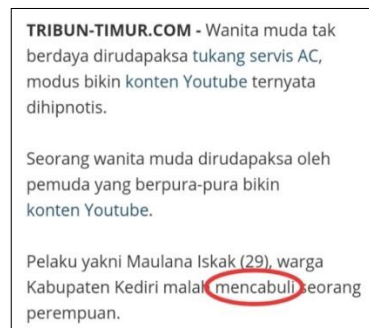 TRIBUN-TIMUR.COM - Wanita muda tak
berdaya dirudapaksa tukang servis AC,
modus bikin konten Youtube ternyata
dihipnotis.
Seorang wanita muda dirudapaksa oleh
pemuda yang berpura-pura bikin
konten Youtube.
Pelaku yakni Maulana Iskak (29), warga
Kabupaten Kediri malah mencabuli seorang
perempuan.